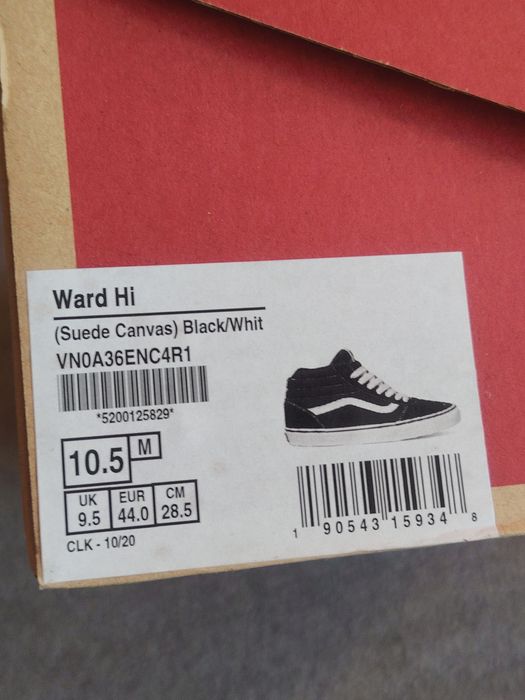 Ward Hi
(Suede Canvas) Black/Whit
VN0A36ENC4R1
*5200125829*
10.5 M
UK EUR CM
9.5 44.0 28.5
CLK - 10/20
1 90543 15934 8